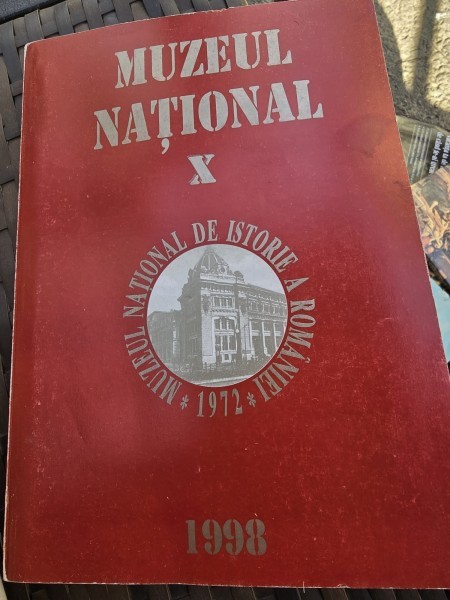 MUZEUL
NAȚIONAL
X
MUZEUL NAȚIONAL DE ISTORIE A ROMÂNIEI
* 1972 *
1998